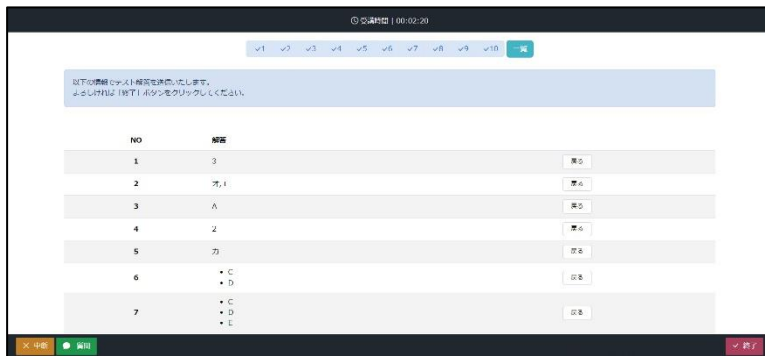 受講時間 | 00:02:20
✓1 ✓2 ✓3 ✓4 ✓5 ✓6 ✓7 ✓8 ✓9 ✓10 一覧
以下の情報でテスト解答を送信いたします。
よろしければ「終了」ボタンをクリックしてください。
NO 解答
1 3 戻る
2 オ, 戻る
3 A 戻る
4 2 戻る
5 カ 戻る
6 • C • D 戻る
7 • C • D • E 戻る
× 中断 質問 ✓ 終了